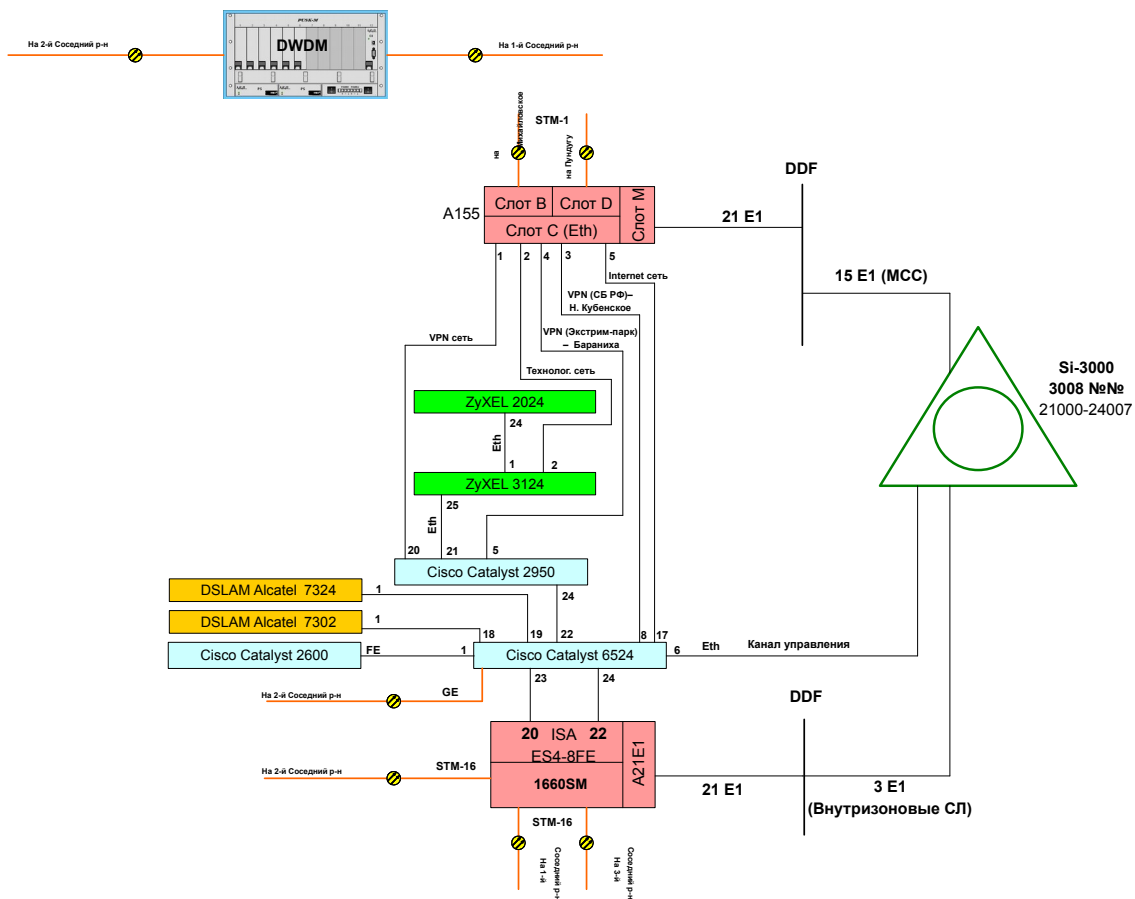 PUSK-M
DWDM
На 2-й Соседний р-н
На 1-й Соседний р-н
STM-1
на
Михайловское
на Пундугу
DDF
A155
Слот B
Слот D
Слот M
Слот C (Eth)
21 E1
1
2
4
3
5
Internet сеть
15 E1 (МСС)
VPN (СБ РФ)–
Н. Кубенское
VPN (Экстрим-парк)
– Бараниха
VPN сеть
Технолог. сеть
Si-3000
3008 №№
21000-24007
ZyXEL 2024
24
Eth
1
2
ZyXEL 3124
25
Eth
20
21
5
Cisco Catalyst 2950
24
DSLAM Alcatel 7324
1
DSLAM Alcatel 7302
1
18
19
22
8
17
Cisco Catalyst 2600
FE
1
Cisco Catalyst 6524
6
Eth
Канал управления
На 2-й Соседний р-н
GE
23
24
DDF
20 ISA 22
ES4-8FE
A21E1
1660SM
На 2-й Соседний р-н
STM-16
21 E1
3 E1
(Внутризоновые СЛ)
STM-16
Соседний р-н
На 1-й
Соседний р-н
На 3-й